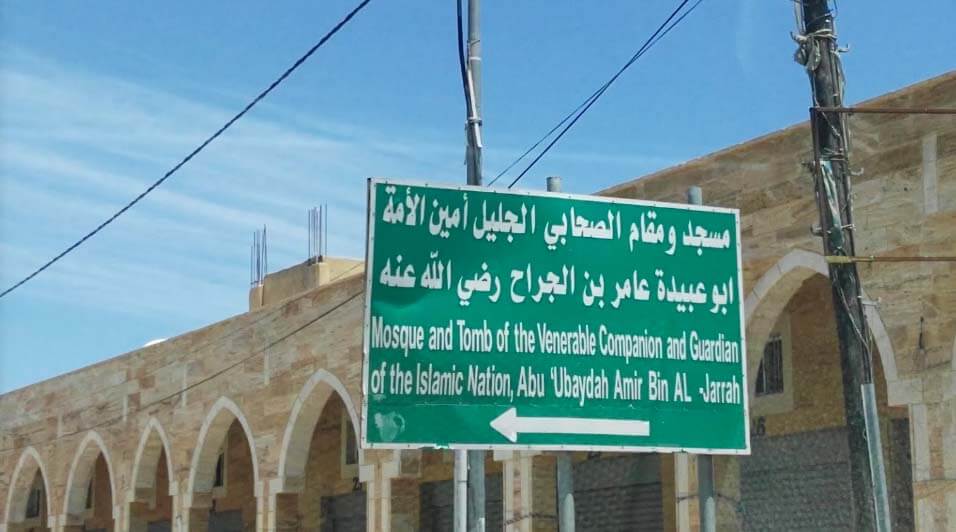 مسجد ومقام الصحابي الجليل أمين الأمة
ابو عبيدة عامر بن الجراح رضي الله عنه
Mosque and Tomb of the Venerable Companion and Guardian
of the Islamic Nation, Abu 'Ubaydah Amir Bin AL -Jarrah